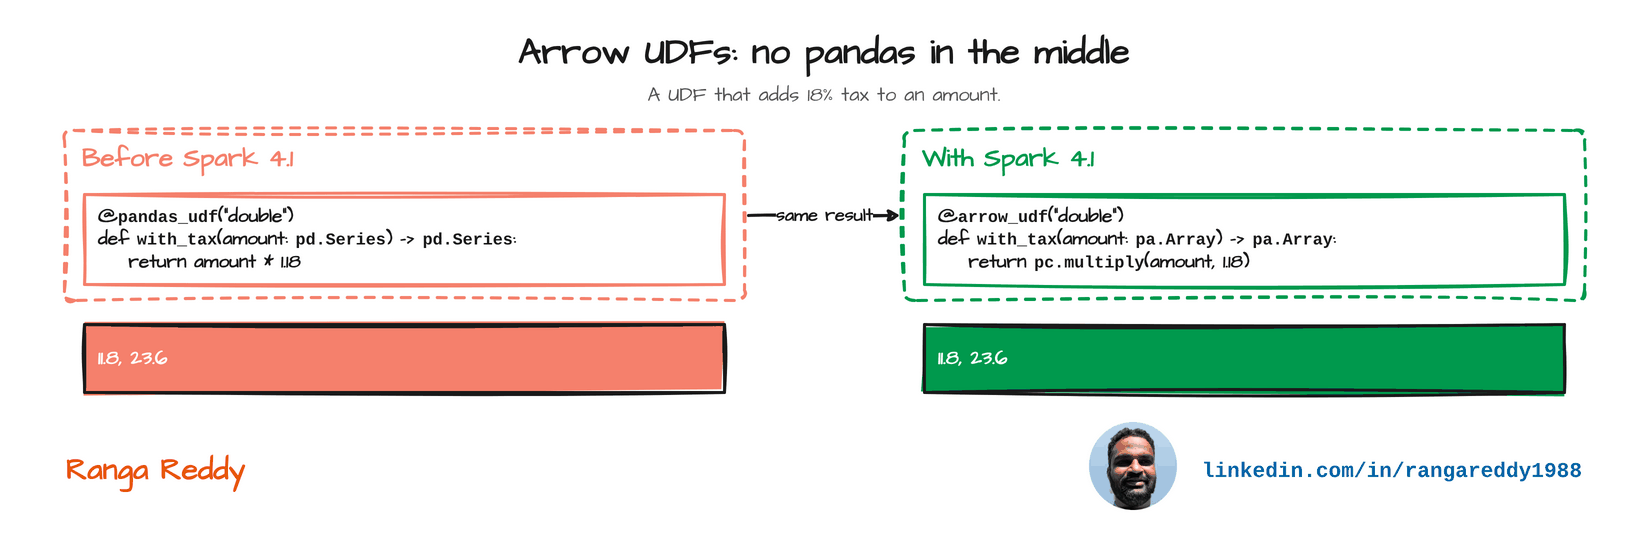 Arrow UDFs: no pandas in the middle
A UDF that adds 18% tax to an amount.
Before Spark 4.1
@pandas_udf("double")
def with_tax(amount: pd.Series) -> pd.Series:
    return amount * 1.18
11.8, 23.6
same result
With Spark 4.1
@arrow_udf("double")
def with_tax(amount: pa.Array) -> pa.Array:
    return pc.multiply(amount, 1.18)
11.8, 23.6
Ranga Reddy
linkedin.com/in/rangareddy1988